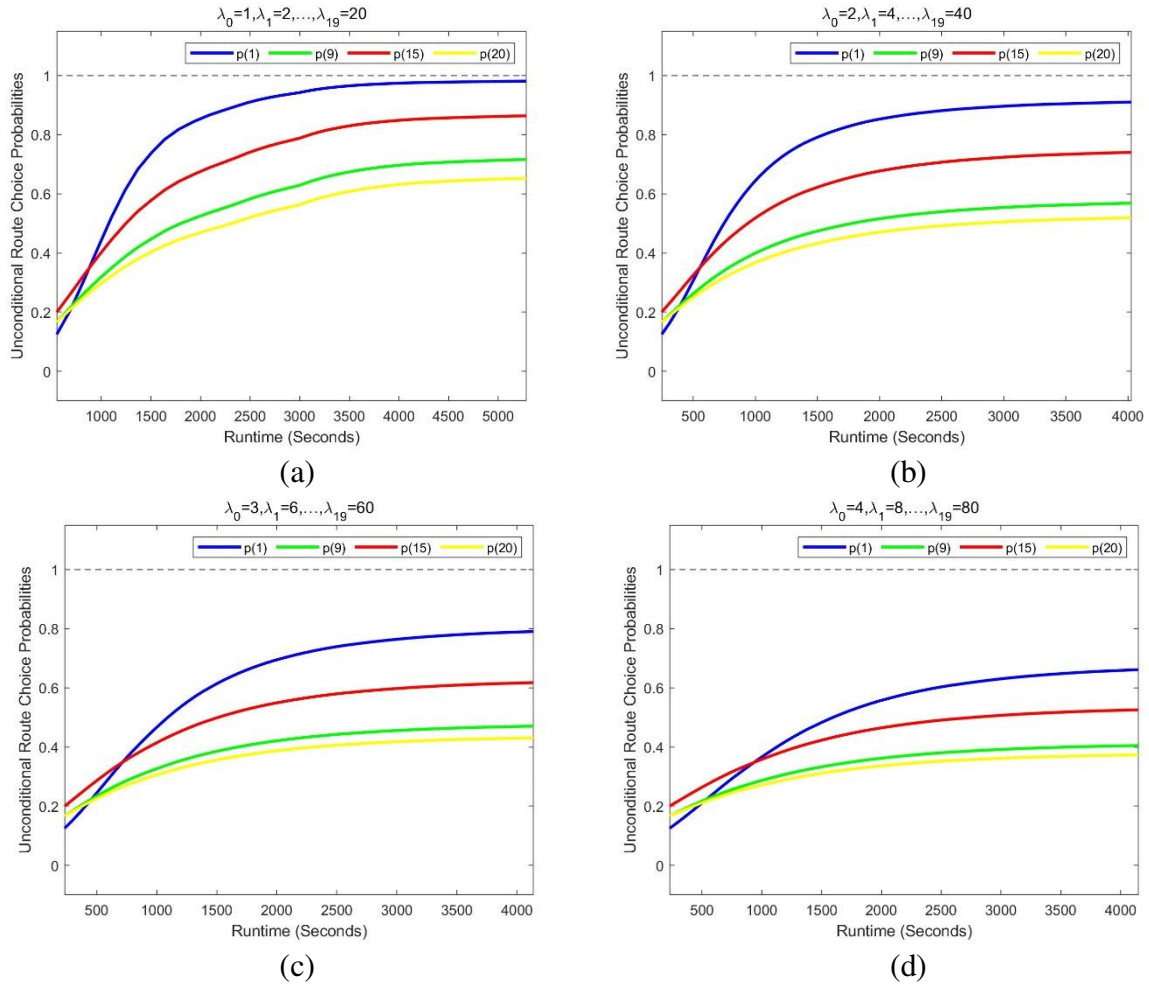 λ0=1,λ1=2,...,λ19=20
p(1) p(9) p(15) p(20)
Unconditional Route Choice Probabilities
1
0.8
0.6
0.4
0.2
0
1000 1500 2000 2500 3000 3500 4000 4500 5000
Runtime (Seconds)
(a)
λ0=2,λ1=4,...,λ19=40
p(1) p(9) p(15) p(20)
Unconditional Route Choice Probabilities
1
0.8
0.6
0.4
0.2
0
500 1000 1500 2000 2500 3000 3500 4000
Runtime (Seconds)
(b)
λ0=3,λ1=6,...,λ19=60
p(1) p(9) p(15) p(20)
Unconditional Route Choice Probabilities
1
0.8
0.6
0.4
0.2
0
500 1000 1500 2000 2500 3000 3500 4000
Runtime (Seconds)
(c)
λ0=4,λ1=8,...,λ19=80
p(1) p(9) p(15) p(20)
Unconditional Route Choice Probabilities
1
0.8
0.6
0.4
0.2
0
500 1000 1500 2000 2500 3000 3500 4000
Runtime (Seconds)
(d)